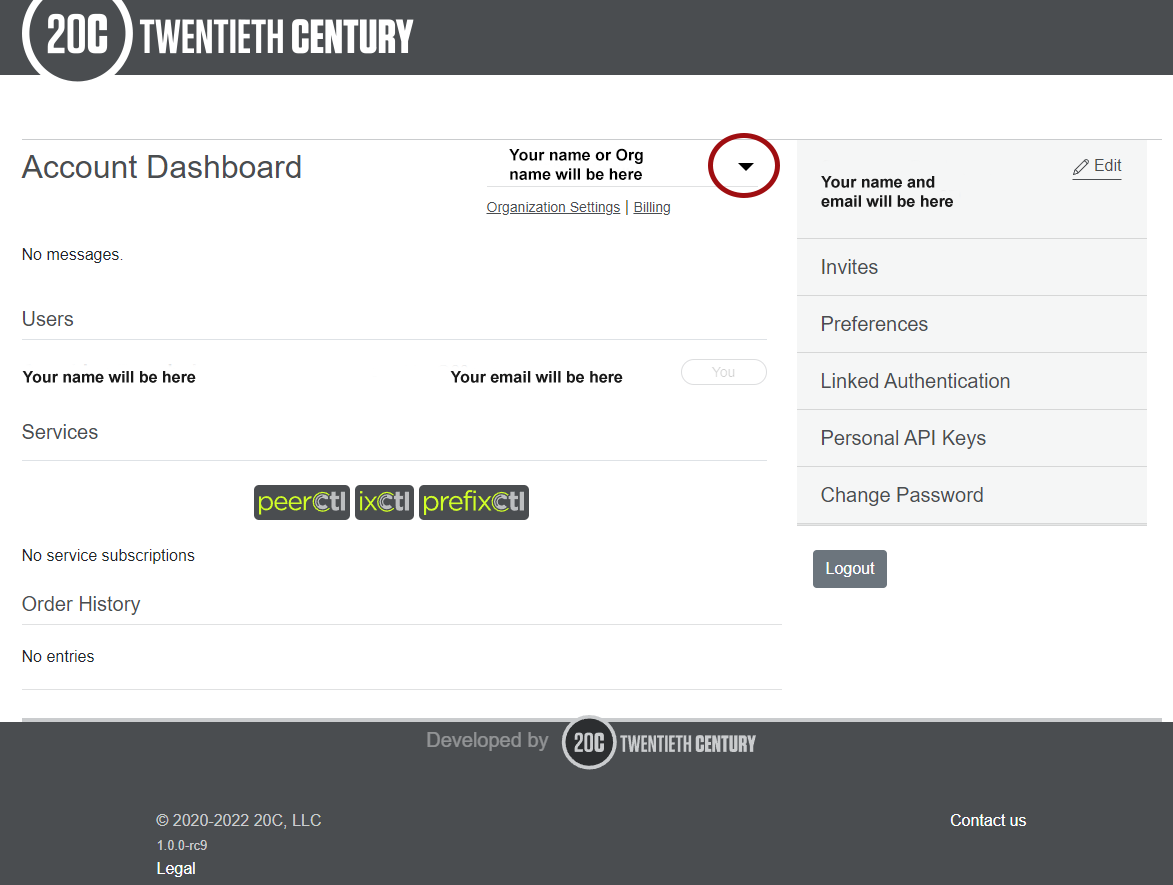 20C TWENTIETH CENTURY
Account Dashboard
Your name or Org
name will be here
Organization Settings | Billing
No messages.
Users
Your name will be here Your email will be here You
Services
peerCtl ixCtl prefixCtl
No service subscriptions
Order History
No entries
Edit
Your name and
email will be here
Invites
Preferences
Linked Authentication
Personal API Keys
Change Password
Logout
Developed by 20C TWENTIETH CENTURY
© 2020-2022 20C, LLC
1.0.0-rc9
Legal
Contact us